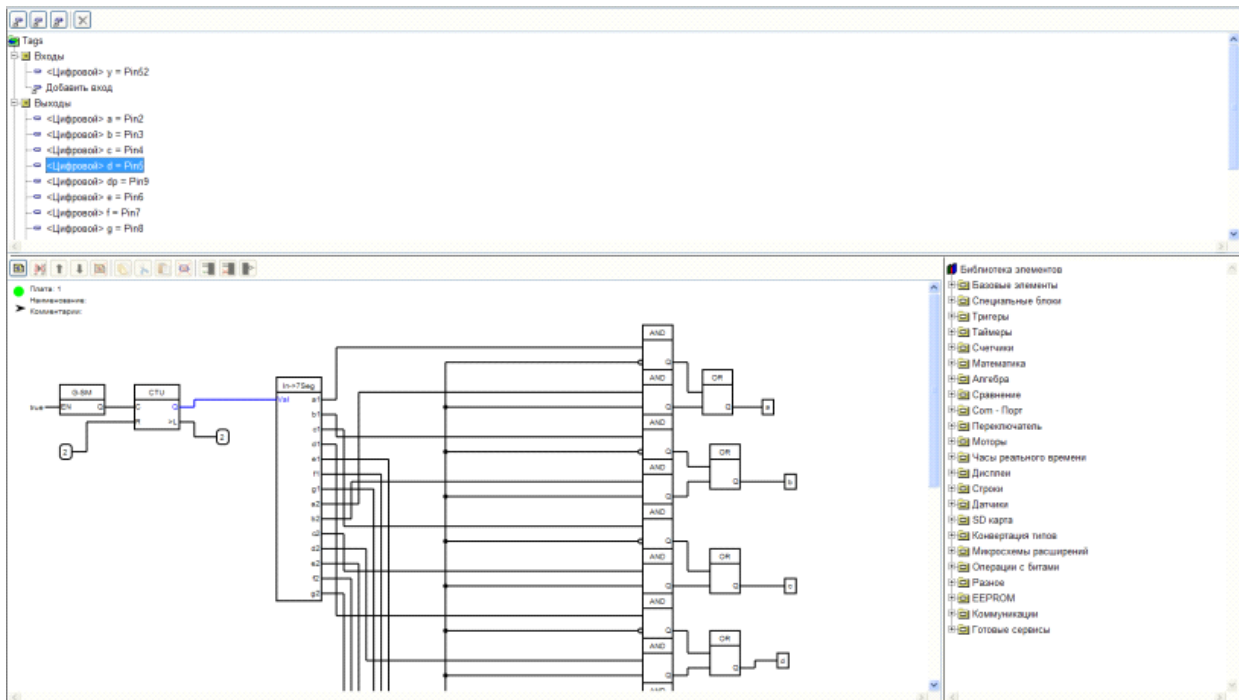 Tags
Входы
<Цифровой> y = Pin52
Добавить вход
Выходы
<Цифровой> a = Pin2
<Цифровой> b = Pin3
<Цифровой> c = Pin4
<Цифровой> d = Pin5
<Цифровой> dp = Pin9
<Цифровой> e = Pin6
<Цифровой> f = Pin7
<Цифровой> g = Pin8
Плата: 1
Наименование:
Комментарии:
true
G-SM
EN Q
CTU
C Q
R >L
2
2
In->7Seg
Val a1
b1
c1
d1
e1
f1
g1
a2
b2
c2
d2
e2
f2
g2
AND
Q
AND
Q
OR
Q
a
AND
Q
AND
Q
OR
Q
b
AND
Q
AND
Q
OR
Q
c
AND
Q
AND
Q
OR
Q
d
AND
Библиотека элементов
Базовые элементы
Специальные блоки
Тригеры
Таймеры
Счетчики
Математика
Алгебра
Сравнение
Com - Порт
Переключатель
Моторы
Часы реального времени
Дисплеи
Строки
Датчики
SD карта
Конвертация типов
Микросхемы расширений
Операции с битами
Разное
EEPROM
Коммуникации
Готовые сервисы